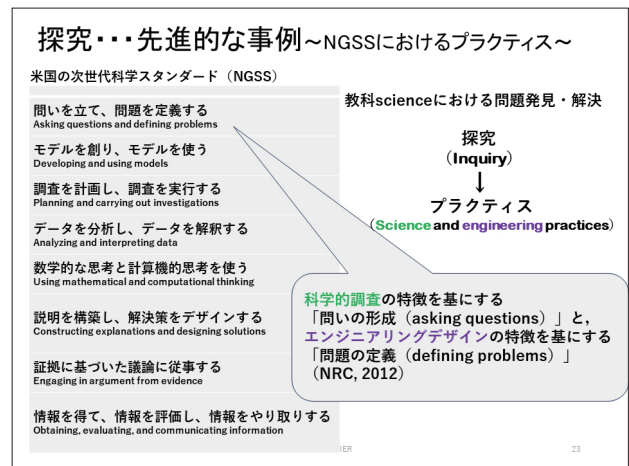 探究・・・先進的な事例～NGSSにおけるプラクティス～
米国の次世代科学スタンダード（NGSS）
問いを立て、問題を定義する
Asking questions and defining problems
モデルを創り、モデルを使う
Developing and using models
調査を計画し、調査を実行する
Planning and carrying out investigations
データを分析し、データを解釈する
Analyzing and interpreting data
数学的な思考と計算機的思考を使う
Using mathematical and computational thinking
説明を構築し、解決策をデザインする
Constructing explanations and designing solutions
証拠に基づいた議論に従事する
Engaging in argument from evidence
情報を得て、情報を評価し、情報をやり取りする
Obtaining, evaluating, and communicating information
教科scienceにおける問題発見・解決
探究
（Inquiry）
↓
プラクティス
（Science and engineering practices）
科学的調査の特徴を基にする
「問いの形成（asking questions）」と，
エンジニアリングデザインの特徴を基にする
「問題の定義（defining problems）」
（NRC, 2012）
23